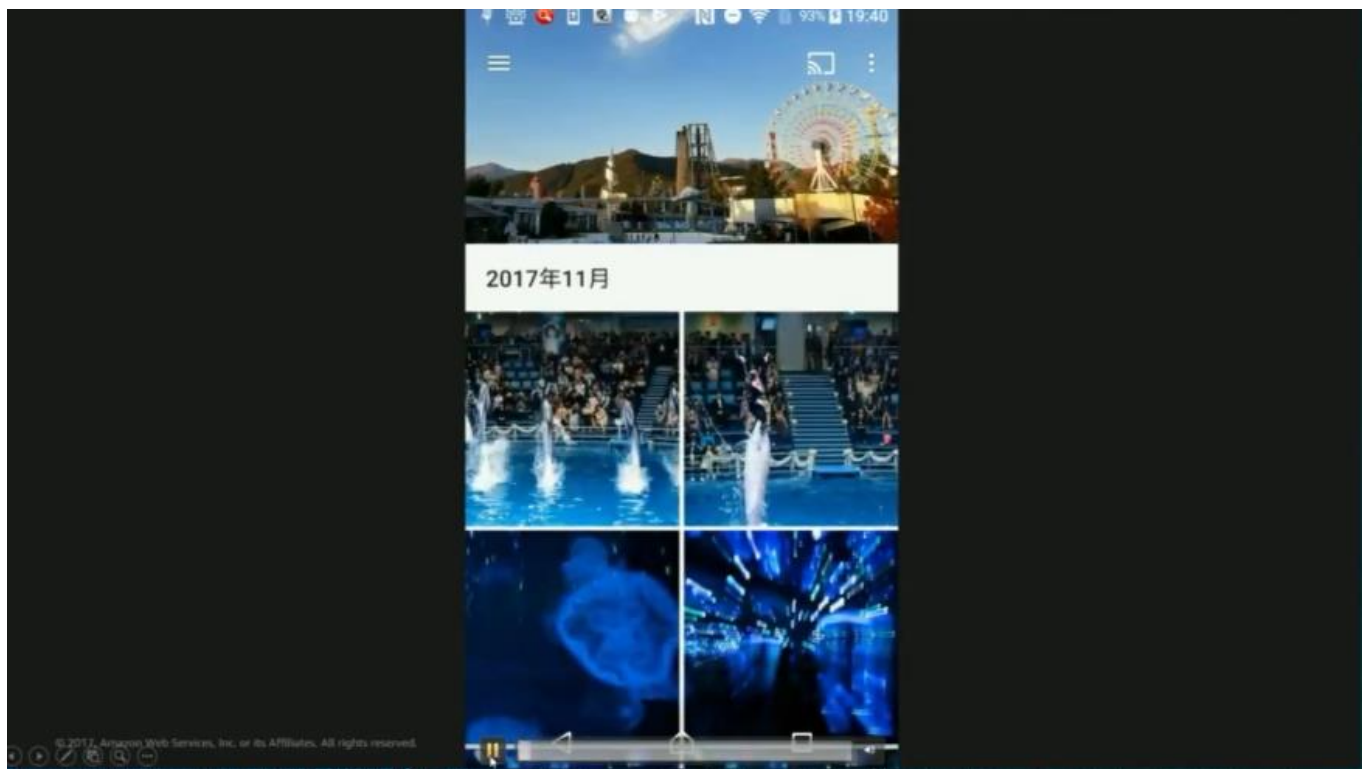 93% 19:40
2017年11月
© 2017, Amazon Web Services, Inc. or its Affiliates. All rights reserved.